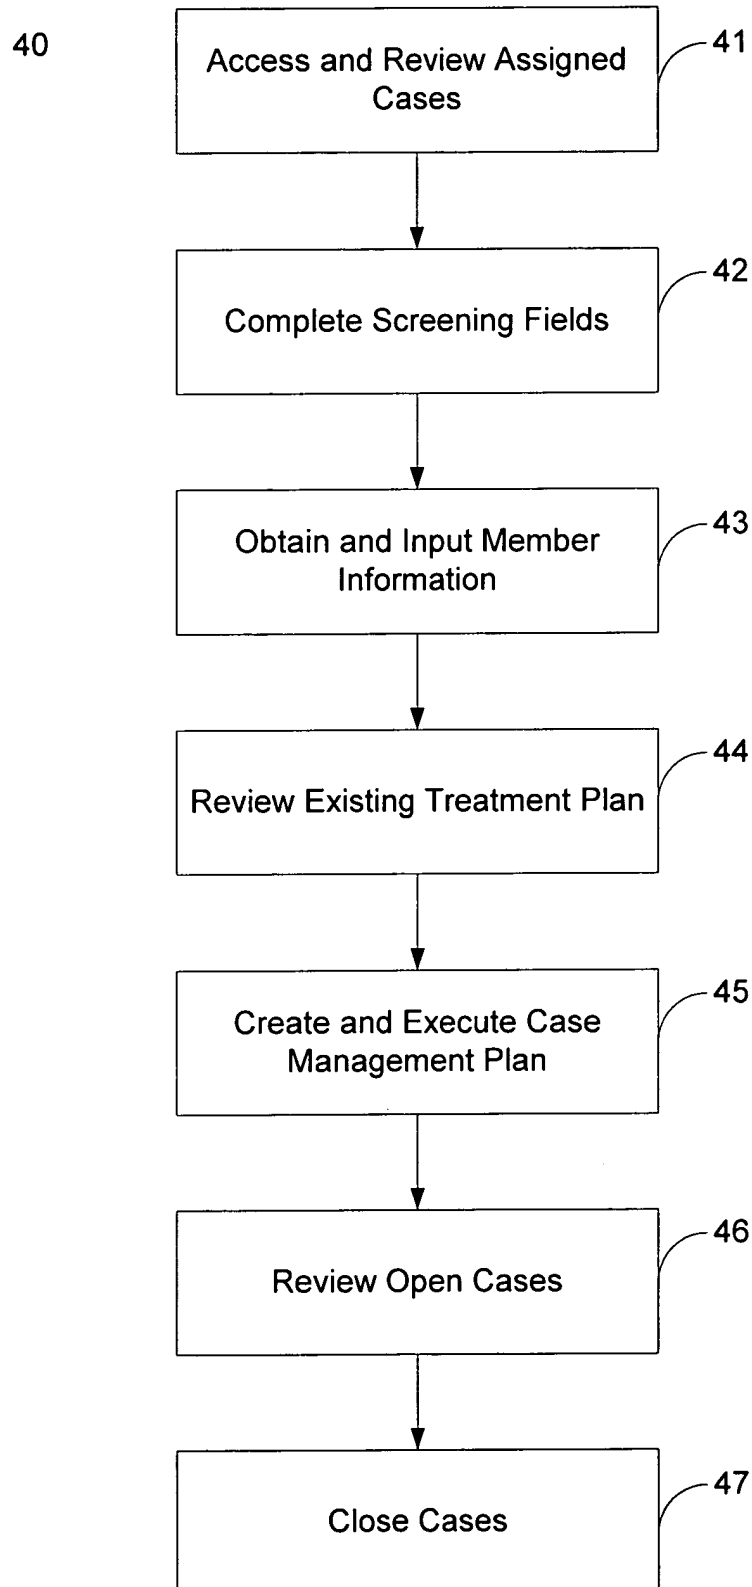 40
Access and Review Assigned
Cases
41
Complete Screening Fields
42
Obtain and Input Member
Information
43
Review Existing Treatment Plan
44
Create and Execute Case
Management Plan
45
Review Open Cases
46
Close Cases
47